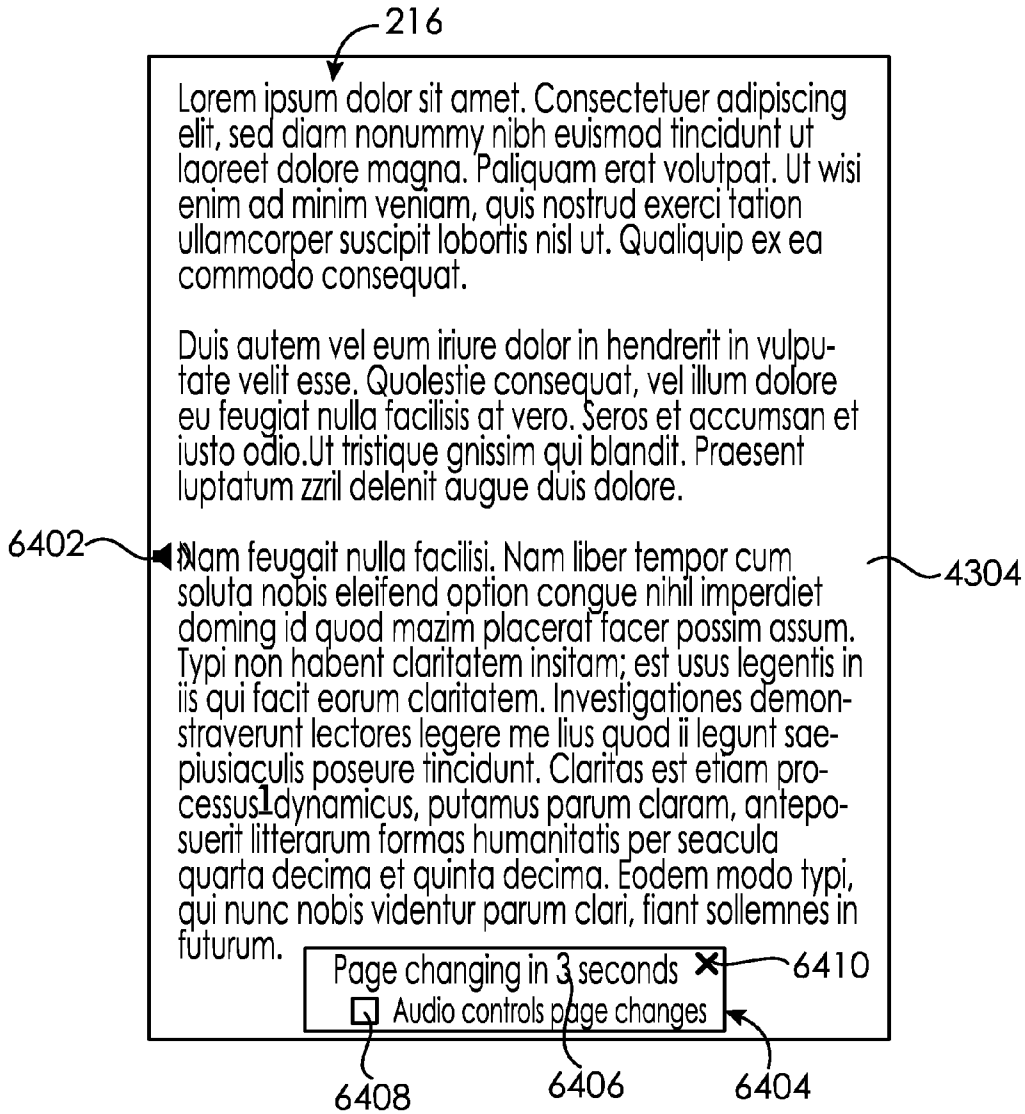 216
Lorem ipsum dolor sit amet. Consectetuer adipiscing
elit, sed diam nonummy nibh euismod tincidunt ut
laoreet dolore magna. Paliquam erat volutpat. Ut wisi
enim ad minim veniam, quis nostrud exerci tation
ullamcorper suscipit lobortis nisl ut. Qualiquip ex ea
commodo consequat.
Duis autem vel eum iriure dolor in hendrerit in vulpu-
tate velit esse. Quolestie consequat, vel illum dolore
eu feugiat nulla facilisis at vero. Seros et accumsan et
iusto odio.Ut tristique gnissim qui blandit. Praesent
luptatum zzril delenit augue duis dolore.
6402
Nam feugait nulla facilisi. Nam liber tempor cum
4304
soluta nobis eleifend option congue nihil imperdiet
doming id quod mazim placerat facer possim assum.
Typi non habent claritatem insitam; est usus legentis in
iis qui facit eorum claritatem. Investigationes demon-
straverunt lectores legere me lius quod ii legunt sae-
piusiaculis poseure tincidunt. Claritas est etiam pro-
cessus1dynamicus, putamus parum claram, antepo-
suerit litterarum formas humanitatis per seacula
quarta decima et quinta decima. Eodem modo typi,
qui nunc nobis videntur parum clari, fiant sollemnes in
futurum.
Page changing in 3 seconds X
6410
Audio controls page changes
6408
6406
6404